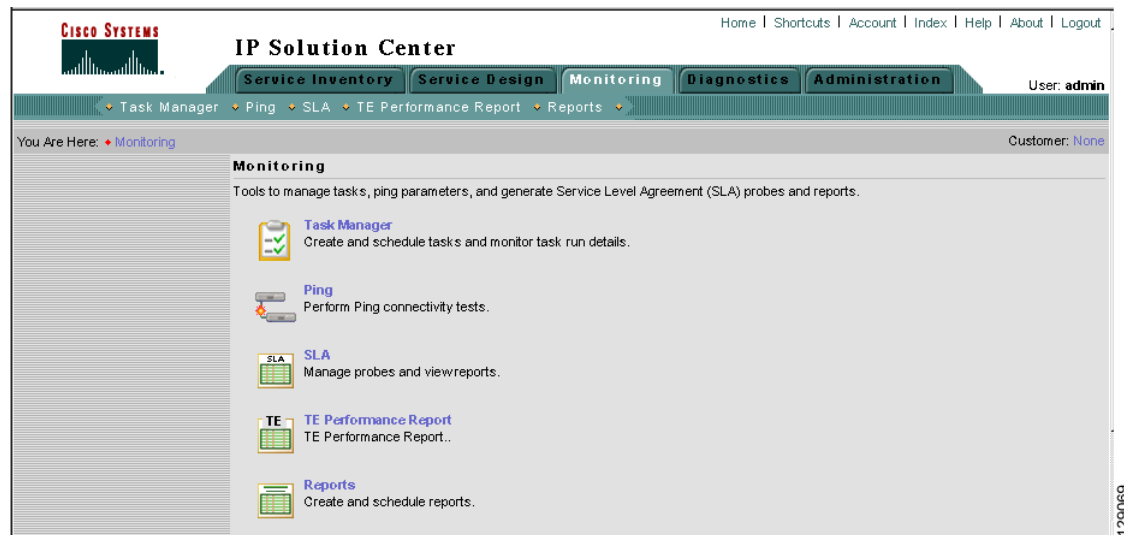 CISCO SYSTEMS
Home | Shortcuts | Account | Index | Help | About | Logout
IP Solution Center
Service Inventory Service Design Monitoring Diagnostics Administration
User: admin
Task Manager Ping SLA TE Performance Report Reports
You Are Here: Monitoring
Customer: None
Monitoring
Tools to manage tasks, ping parameters, and generate Service Level Agreement (SLA) probes and reports.
Task Manager
Create and schedule tasks and monitor task run details.
Ping
Perform Ping connectivity tests.
SLA
SLA
Manage probes and view reports.
TE
TE Performance Report
TE Performance Report..
Reports
Create and schedule reports.
129069